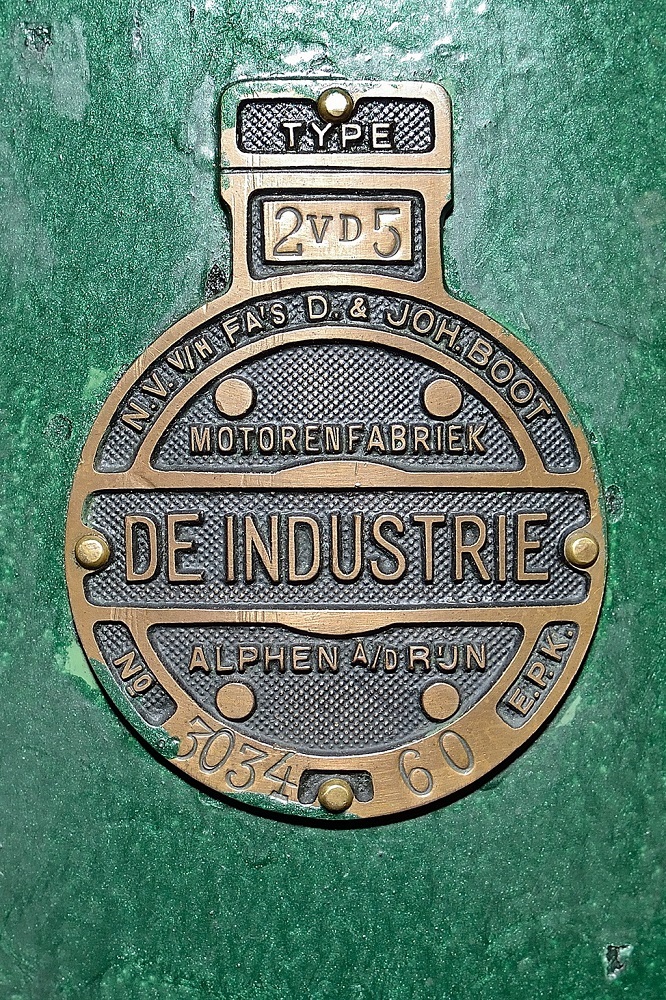 TYPE
2VD5
N.V. V/H FA'S D. & JOH. BOOT
MOTORENFABRIEK
DE INDUSTRIE
ALPHEN A/D RIJN
No
E.P.K.
3034
60